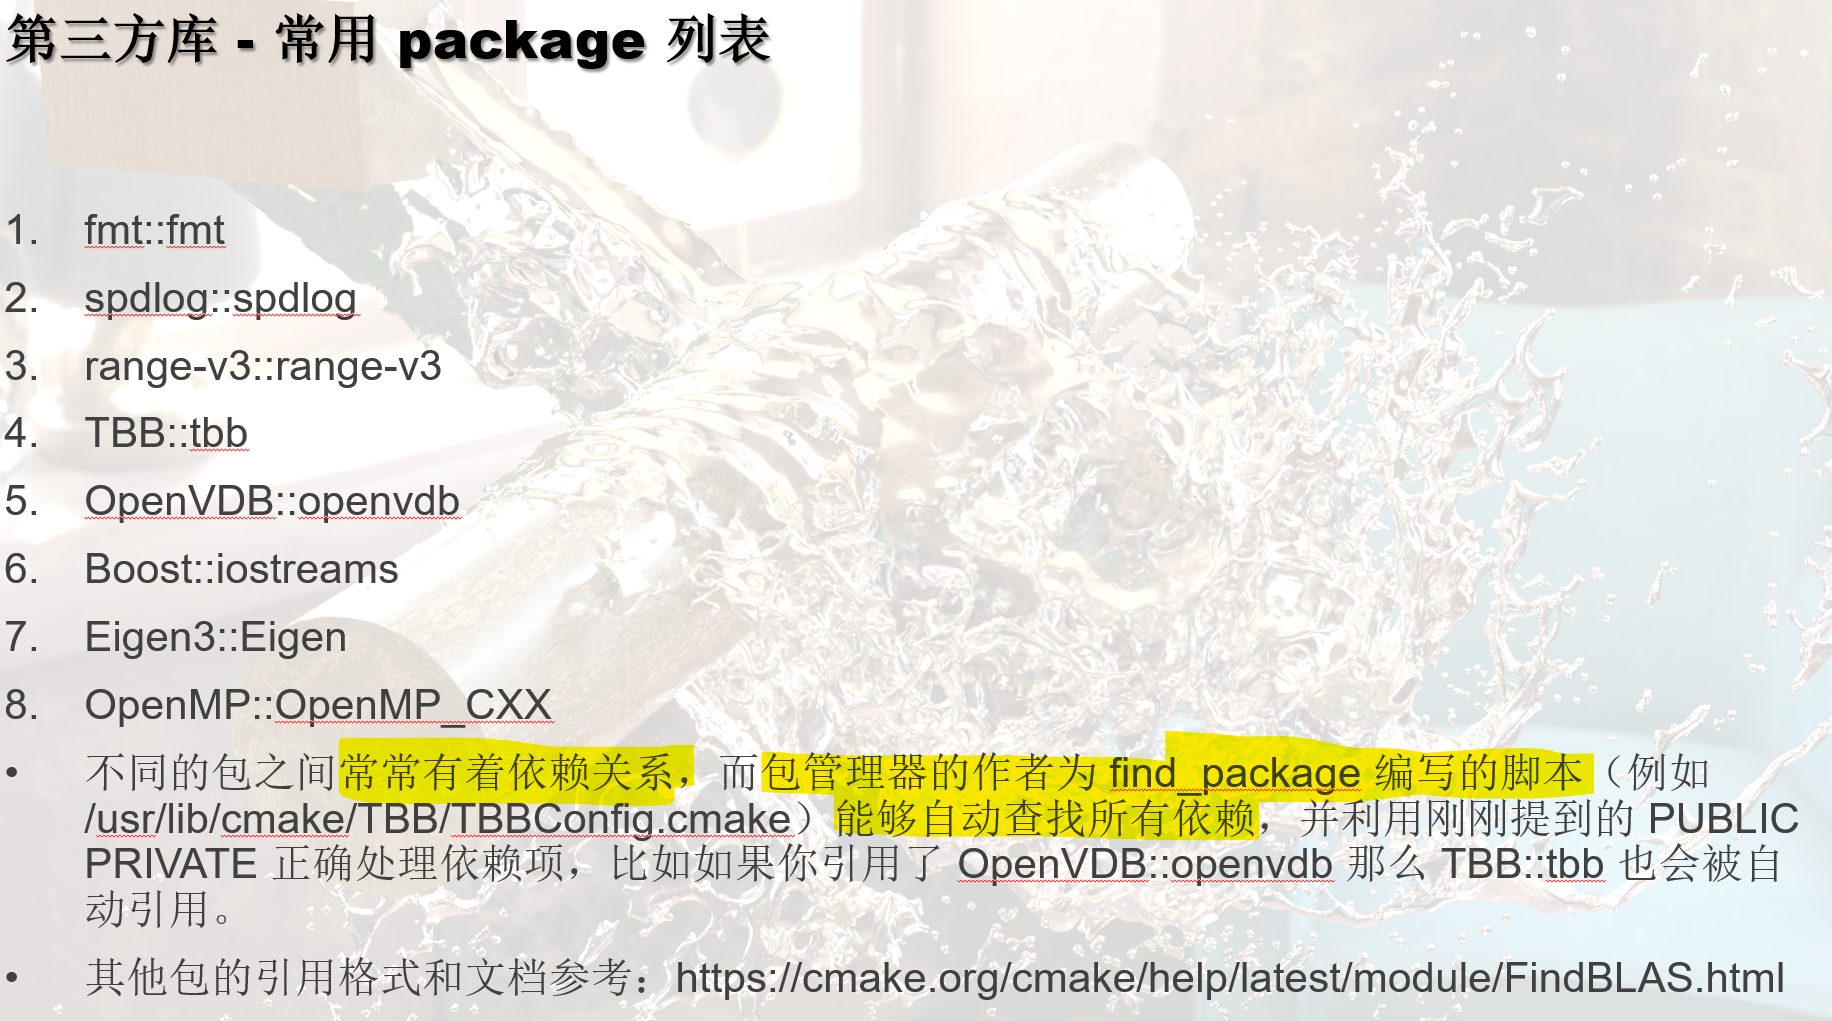 第三方库 - 常用 package 列表
1. fmt::fmt
2. spdlog::spdlog
3. range-v3::range-v3
4. TBB::tbb
5. OpenVDB::openvdb
6. Boost::iostreams
7. Eigen3::Eigen
8. OpenMP::OpenMP_CXX
• 不同的包之间常常有着依赖关系，而包管理器的作者为 find_package 编写的脚本（例如
/usr/lib/cmake/TBB/TBBConfig.cmake）能够自动查找所有依赖，并利用刚刚提到的 PUBLIC
PRIVATE 正确处理依赖项，比如如果你引用了 OpenVDB::openvdb 那么 TBB::tbb 也会被自
动引用。
• 其他包的引用格式和文档参考：https://cmake.org/cmake/help/latest/module/FindBLAS.html